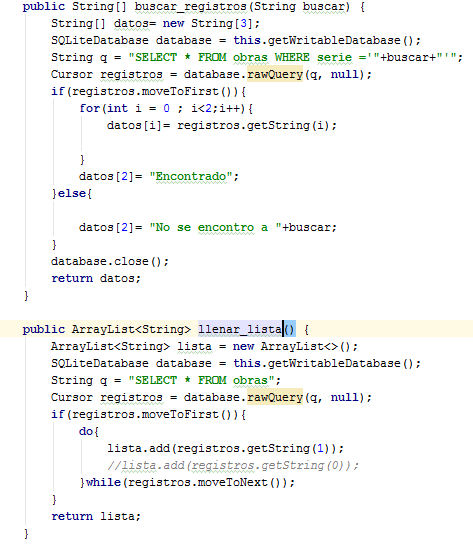 public String[] buscar_registros(String buscar) {
String[] datos= new String[3];
SQLiteDatabase database = this.getWritableDatabase();
String q = "SELECT * FROM obras WHERE serie ='"+buscar+"'";
Cursor registros = database.rawQuery(q, null);
if(registros.moveToFirst()){
for(int i = 0 ; i<2;i++){
datos[i]= registros.getString(i);
}
datos[2]= "Encontrado";
}else{
datos[2]= "No se encontro a "+buscar;
}
database.close();
return datos;
}
public ArrayList<String> llenar_lista() {
ArrayList<String> lista = new ArrayList<>();
SQLiteDatabase database = this.getWritableDatabase();
String q = "SELECT * FROM obras";
Cursor registros = database.rawQuery(q, null);
if(registros.moveToFirst()){
do{
lista.add(registros.getString(1));
//lista.add(registros.getString(0));
}while(registros.moveToNext());
}
return lista;
}